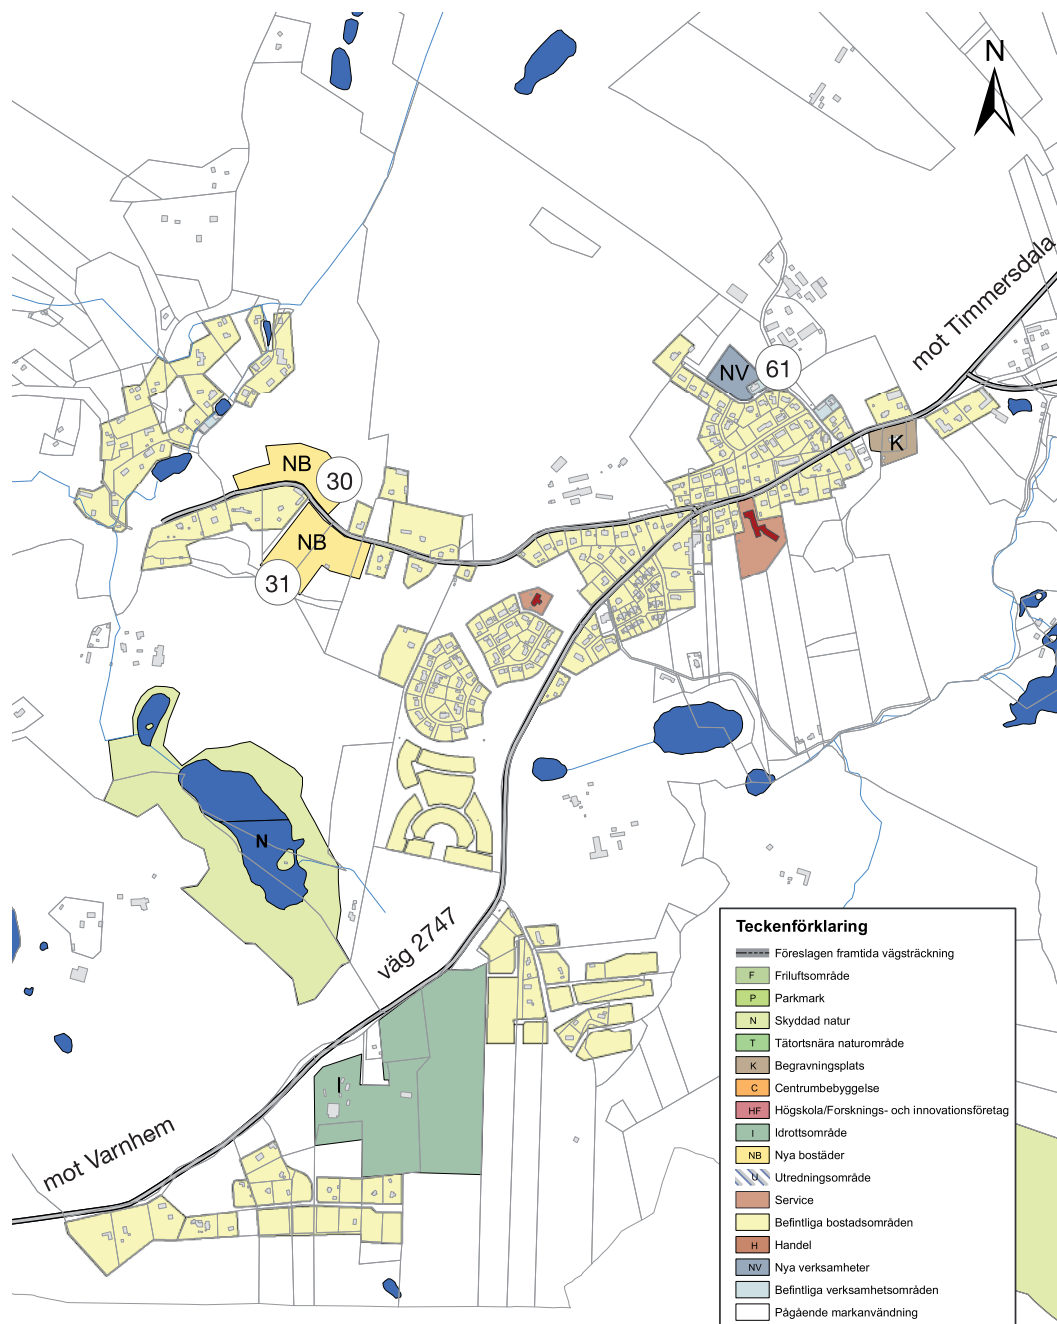 N
mot Timmersdala
NV
61
K
NB
30
NB
31
N
väg 2747
I
mot Varnhem
Teckenförklaring
Föreslagen framtida vägsträckning
F Friluftsområde
P Parkmark
N Skyddad natur
T Tätortsnära naturområde
K Begravningsplats
C Centrumbebyggelse
HF Högskola/Forsknings- och innovationsföretag
I Idrottsområde
NB Nya bostäder
U Utredningsområde
Service
Befintliga bostadsområden
H Handel
NV Nya verksamheter
Befintliga verksamhetsområden
Pågående markanvändning